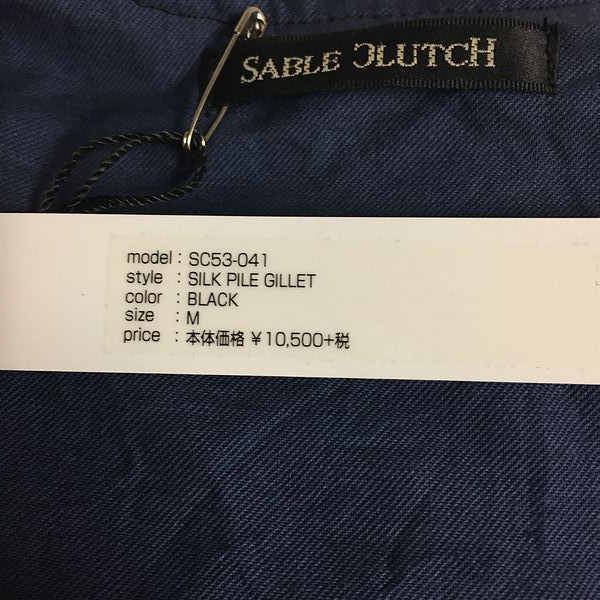 SABLE CLUTCH
model : SC53-041
style : SILK PILE GILLET
color : BLACK
size : M
price : 本体価格 ¥10,500+税